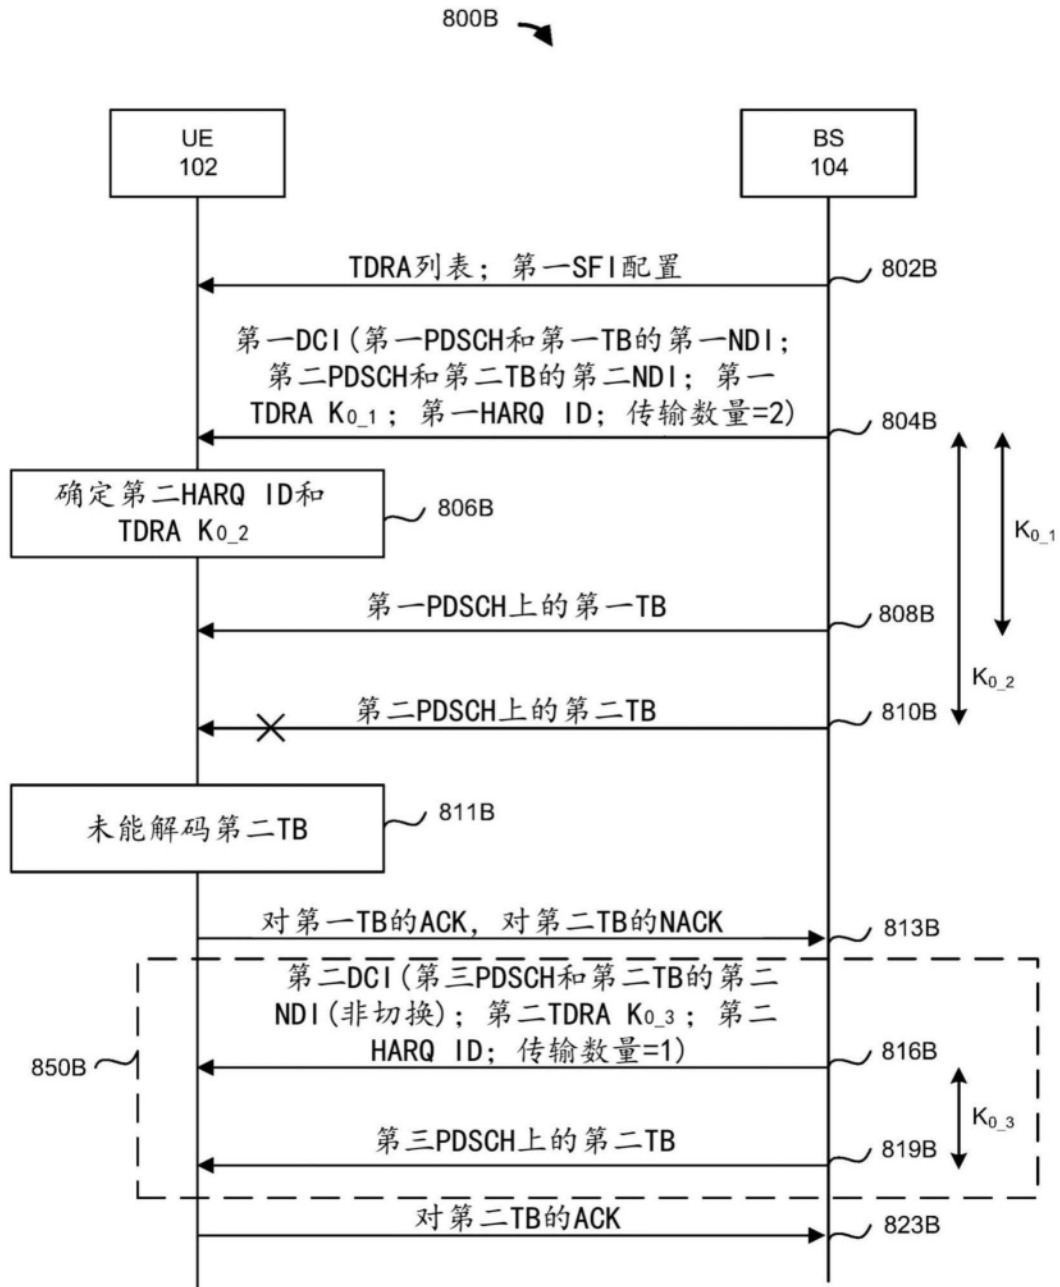 800B
UE
102
BS
104
TDRA列表；第一SFI配置
802B
第一DCI(第一PDSCH和第一TB的第一NDI；
第二PDSCH和第二TB的第二NDI；第一
TDRA K0_1；第一HARQ ID；传输数量=2)
804B
确定第二HARQ ID和
TDRA K0_2
806B
K0_1
第一PDSCH上的第一TB
808B
K0_2
第二PDSCH上的第二TB
810B
未能解码第二TB
811B
对第一TB的ACK，对第二TB的NACK
813B
第二DCI(第三PDSCH和第二TB的第二
NDI(非切换)；第二TDRA K0_3；第二
HARQ ID；传输数量=1)
816B
850B
K0_3
第三PDSCH上的第二TB
819B
对第二TB的ACK
823B